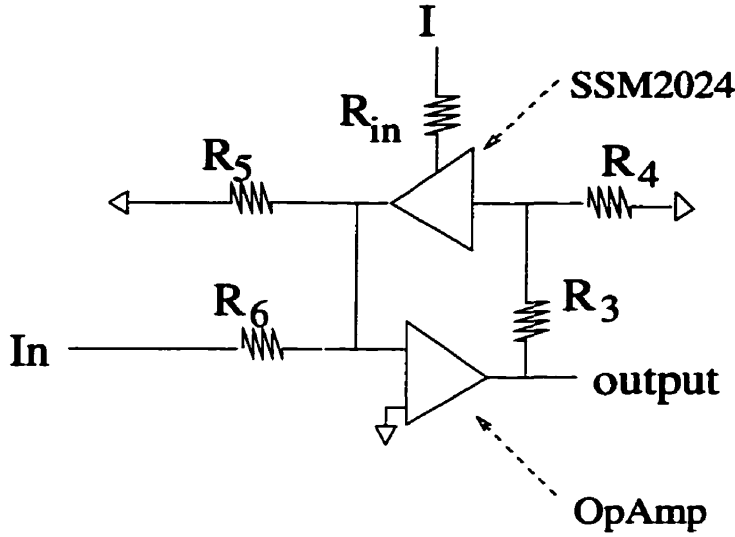 I
SSM2024
R_in
R_5
R_4
R_6
R_3
In
output
OpAmp